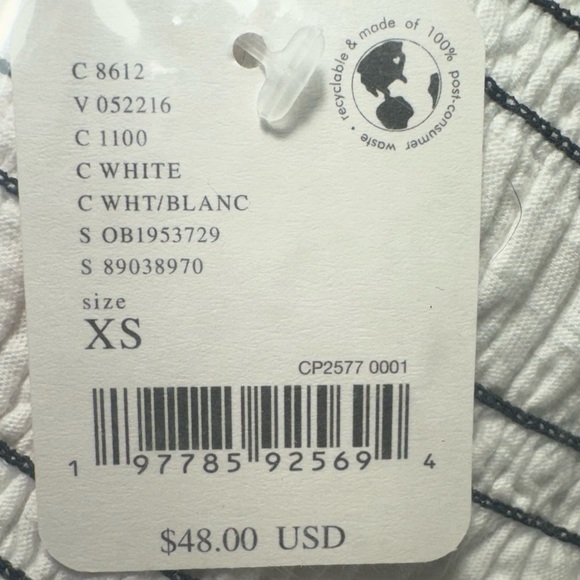 recyclable & made of 100% post-consumer waste •
C 8612
V 052216
C 1100
C WHITE
C WHT/BLANC
S OB1953729
S 89038970
size
XS
CP2577 0001
1 97785 92569 4
$48.00 USD